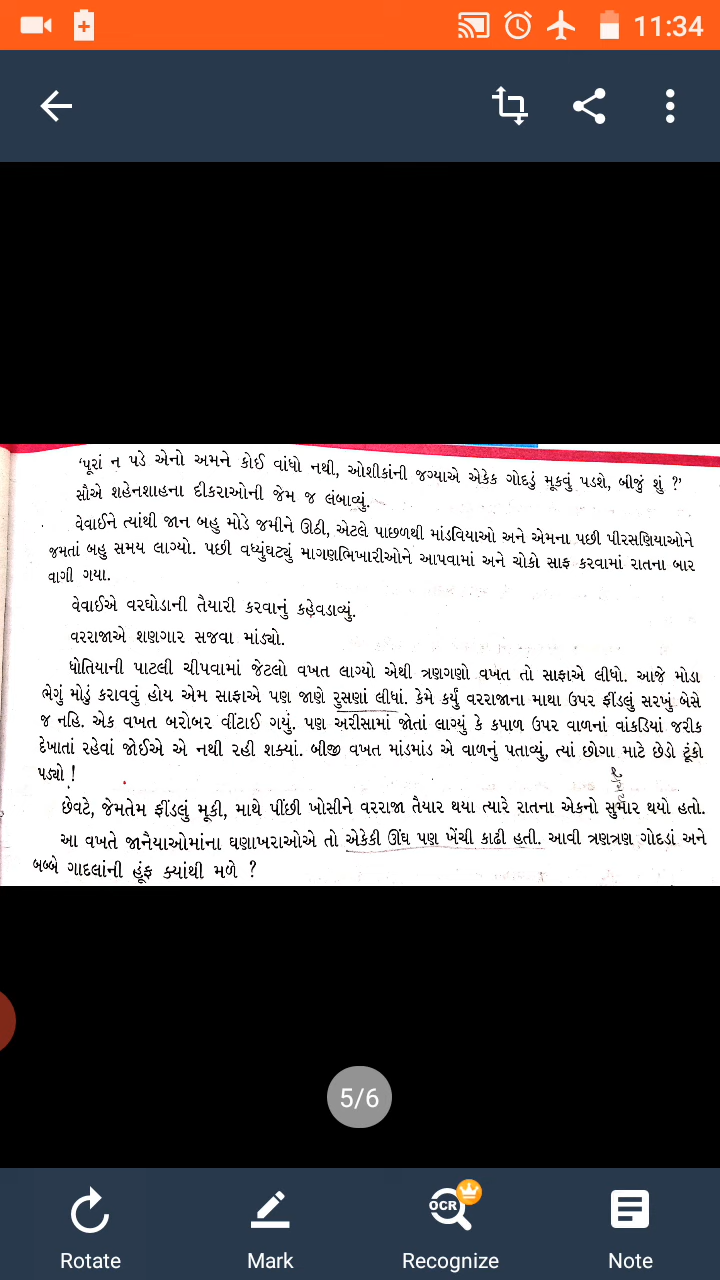 11:34
'પૂરાં ન પડે એનો અમને કોઈ વાંધો નથી, ઓશીકાંની જગ્યાએ એકેક ગોદડું મૂકવું પડશે, બીજું શું ?'
સૌએ શહેનશાહના દીકરાઓની જેમ જ લંબાવ્યું.
વેવાઈને ત્યાંથી જાન બહુ મોડે જમીને ઊઠી, એટલે પાછળથી માંડવિયાઓ અને એમના પછી પીરસણિયાઓને
જમતાં બહુ સમય લાગ્યો. પછી વધ્યુંઘટ્યું માગણભિખારીઓને આપવામાં અને ચોકો સાફ કરવામાં રાતના બાર
વાગી ગયા.
વેવાઈએ વરઘોડાની તૈયારી કરવાનું કહેવડાવ્યું.
વરરાજાએ શણગાર સજવા માંડ્યો.
ધોતિયાની પાટલી ચીપવામાં જેટલો વખત લાગ્યો એથી ત્રણગણો વખત તો સાફાએ લીધો. આજે મોડા
ભેગું મોડું કરાવવું હોય એમ સાફાએ પણ જાણે રુસણાં લીધાં. કેમે કર્યું વરરાજાના માથા ઉપર ફીંડલું સરખું બેસે
જ નહિ. એક વખત બરોબર વીંટાઈ ગયું. પણ અરીસામાં જોતાં લાગ્યું કે કપાળ ઉપર વાળનાં વાંકડિયાં જરીક
દેખાતાં રહેવાં જોઈએ એ નથી રહી શક્યાં. બીજી વખત માંડમાંડ એ વાળનું પતાવ્યું, ત્યાં છોગા માટે છેડો ટૂંકો
પડ્યો !
છેવટે, જેમતેમ ફીંડલું મૂકી, માથે પીંછી ખોસીને વરરાજા તૈયાર થયા ત્યારે રાતના એકનો સુમાર થયો હતો.
આ વખતે જાનૈયાઓમાંના ઘણાખરાઓએ તો એકેકી ઊંઘ પણ ખેંચી કાઢી હતી. આવી ત્રણત્રણ ગોદડાં અને
બબ્બે ગાદલાંની હૂંફ ક્યાંથી મળે ?
5/6
OCR
Rotate Mark Recognize Note